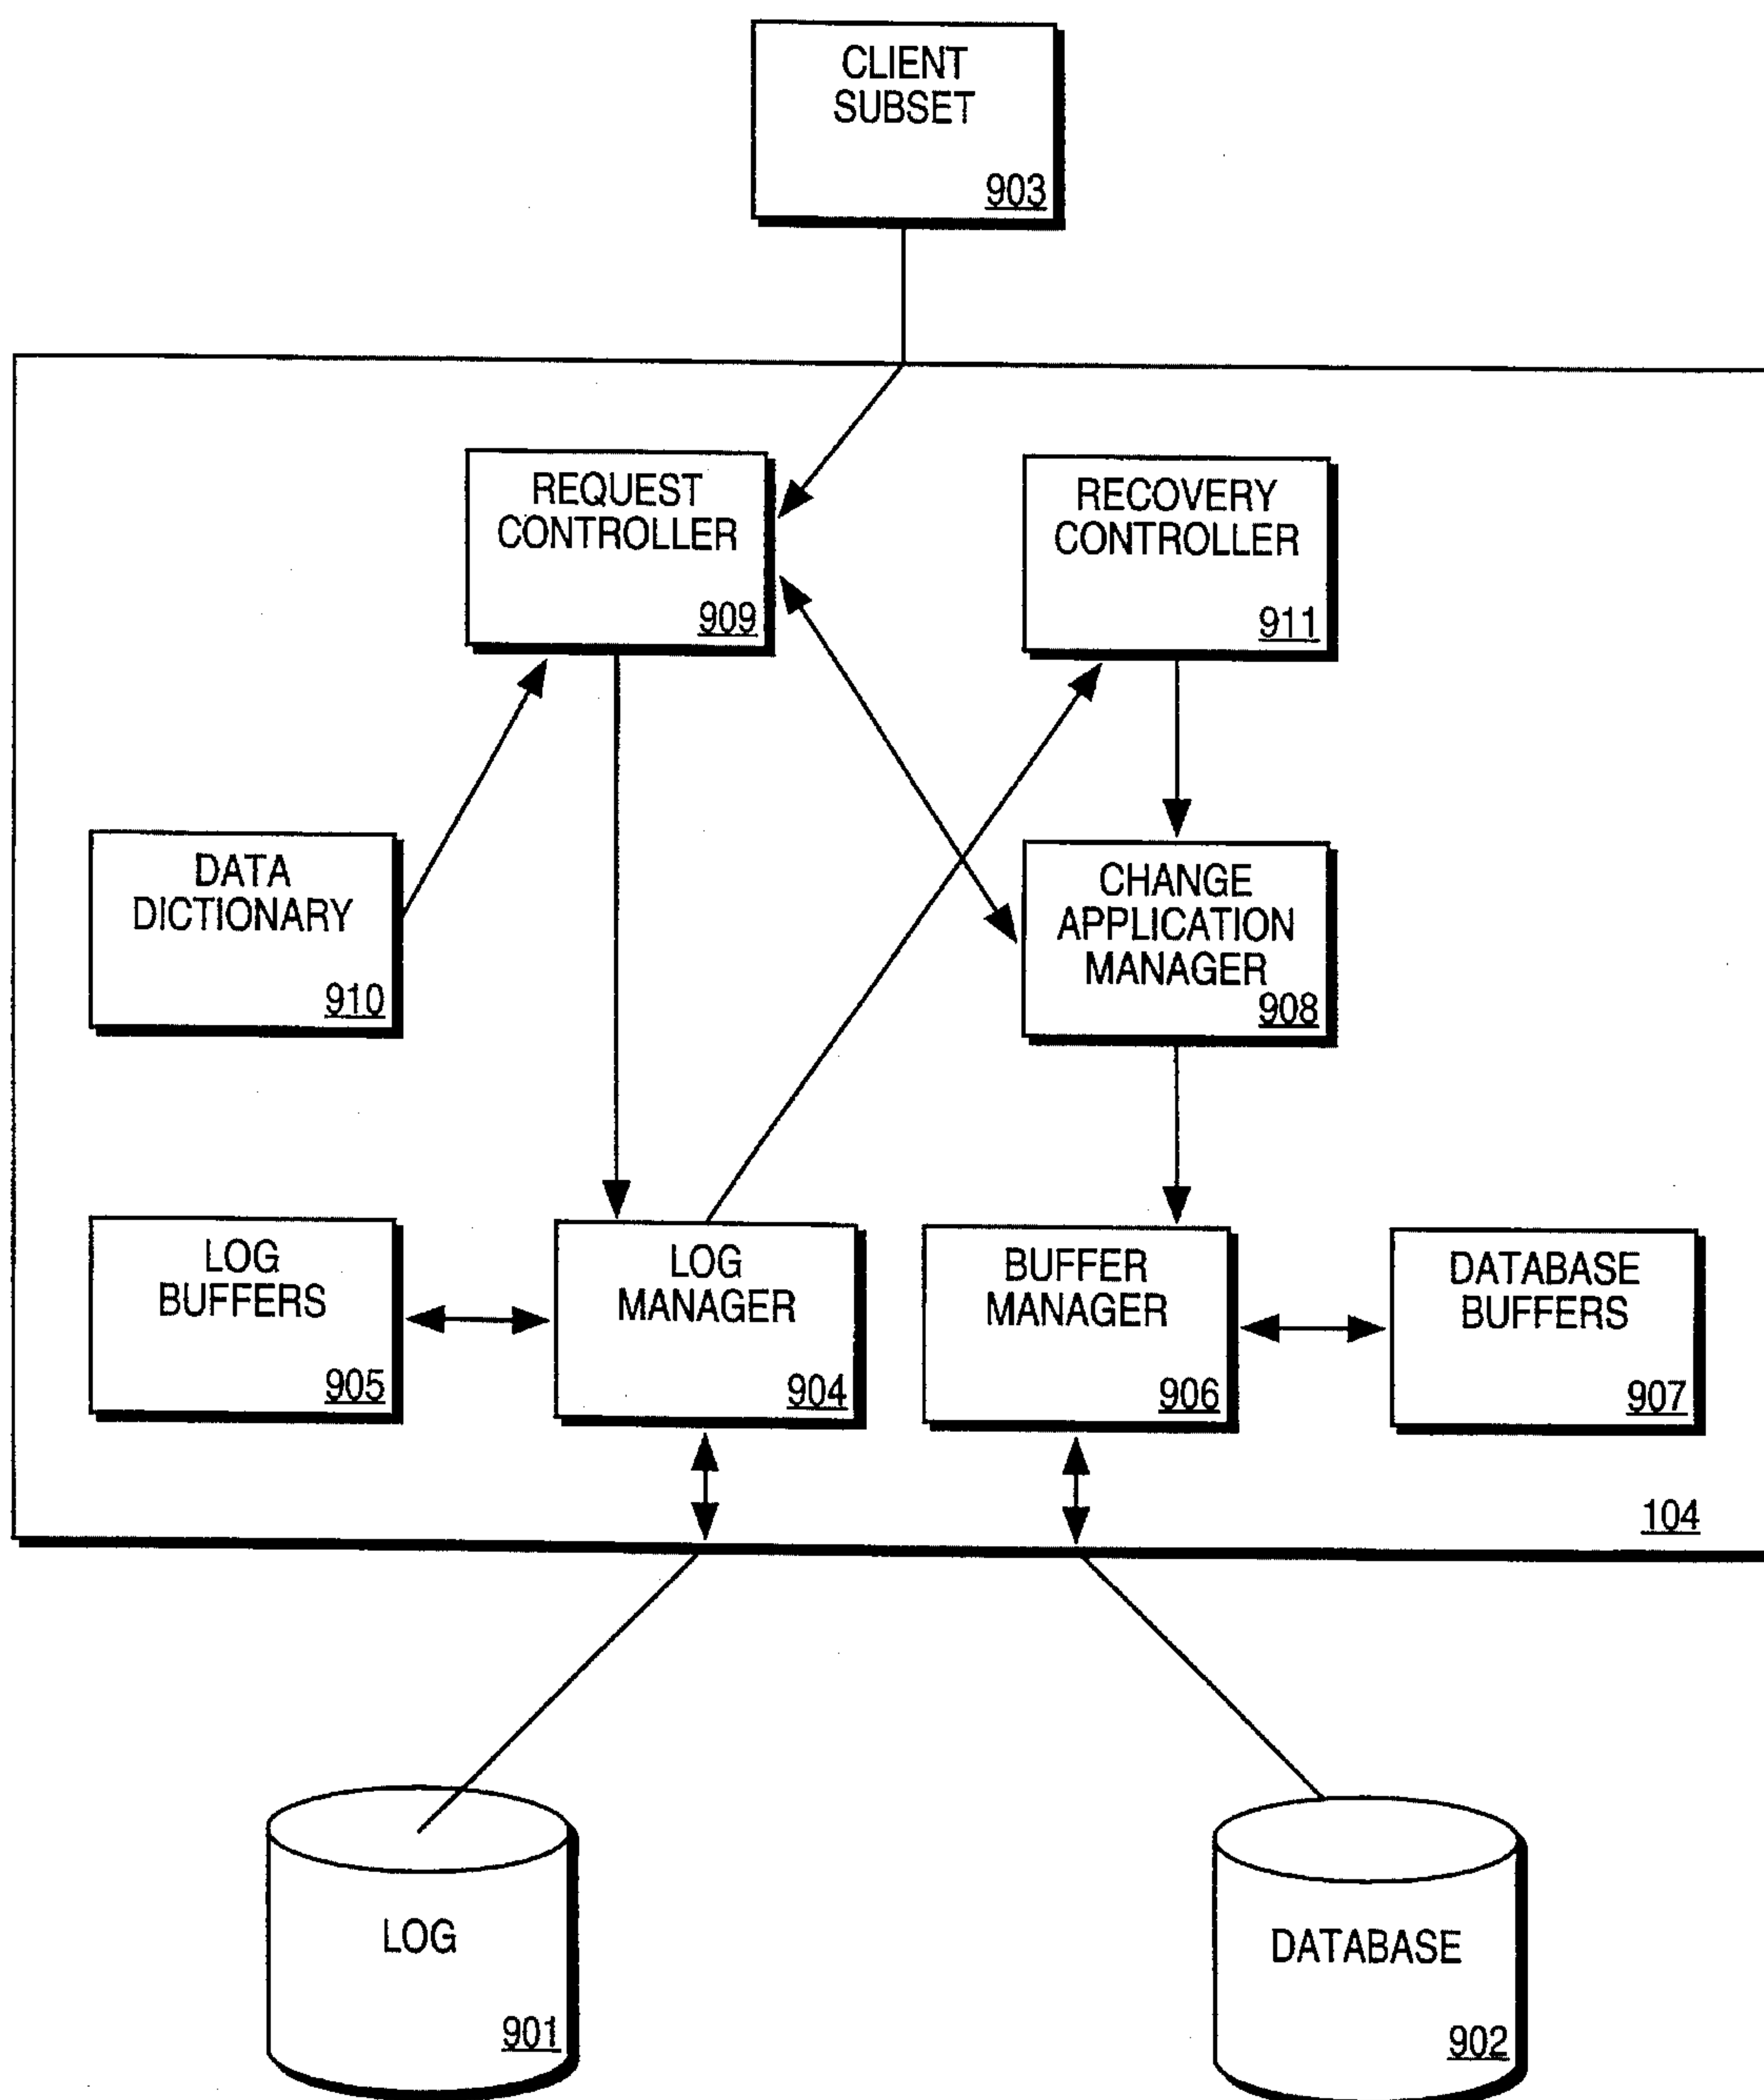 CLIENT
SUBSET
903
REQUEST
CONTROLLER
909
RECOVERY
CONTROLLER
911
DATA
DICTIONARY
910
CHANGE
APPLICATION
MANAGER
908
LOG
BUFFERS
905
LOG
MANAGER
904
BUFFER
MANAGER
906
DATABASE
BUFFERS
907
104
LOG
901
DATABASE
902